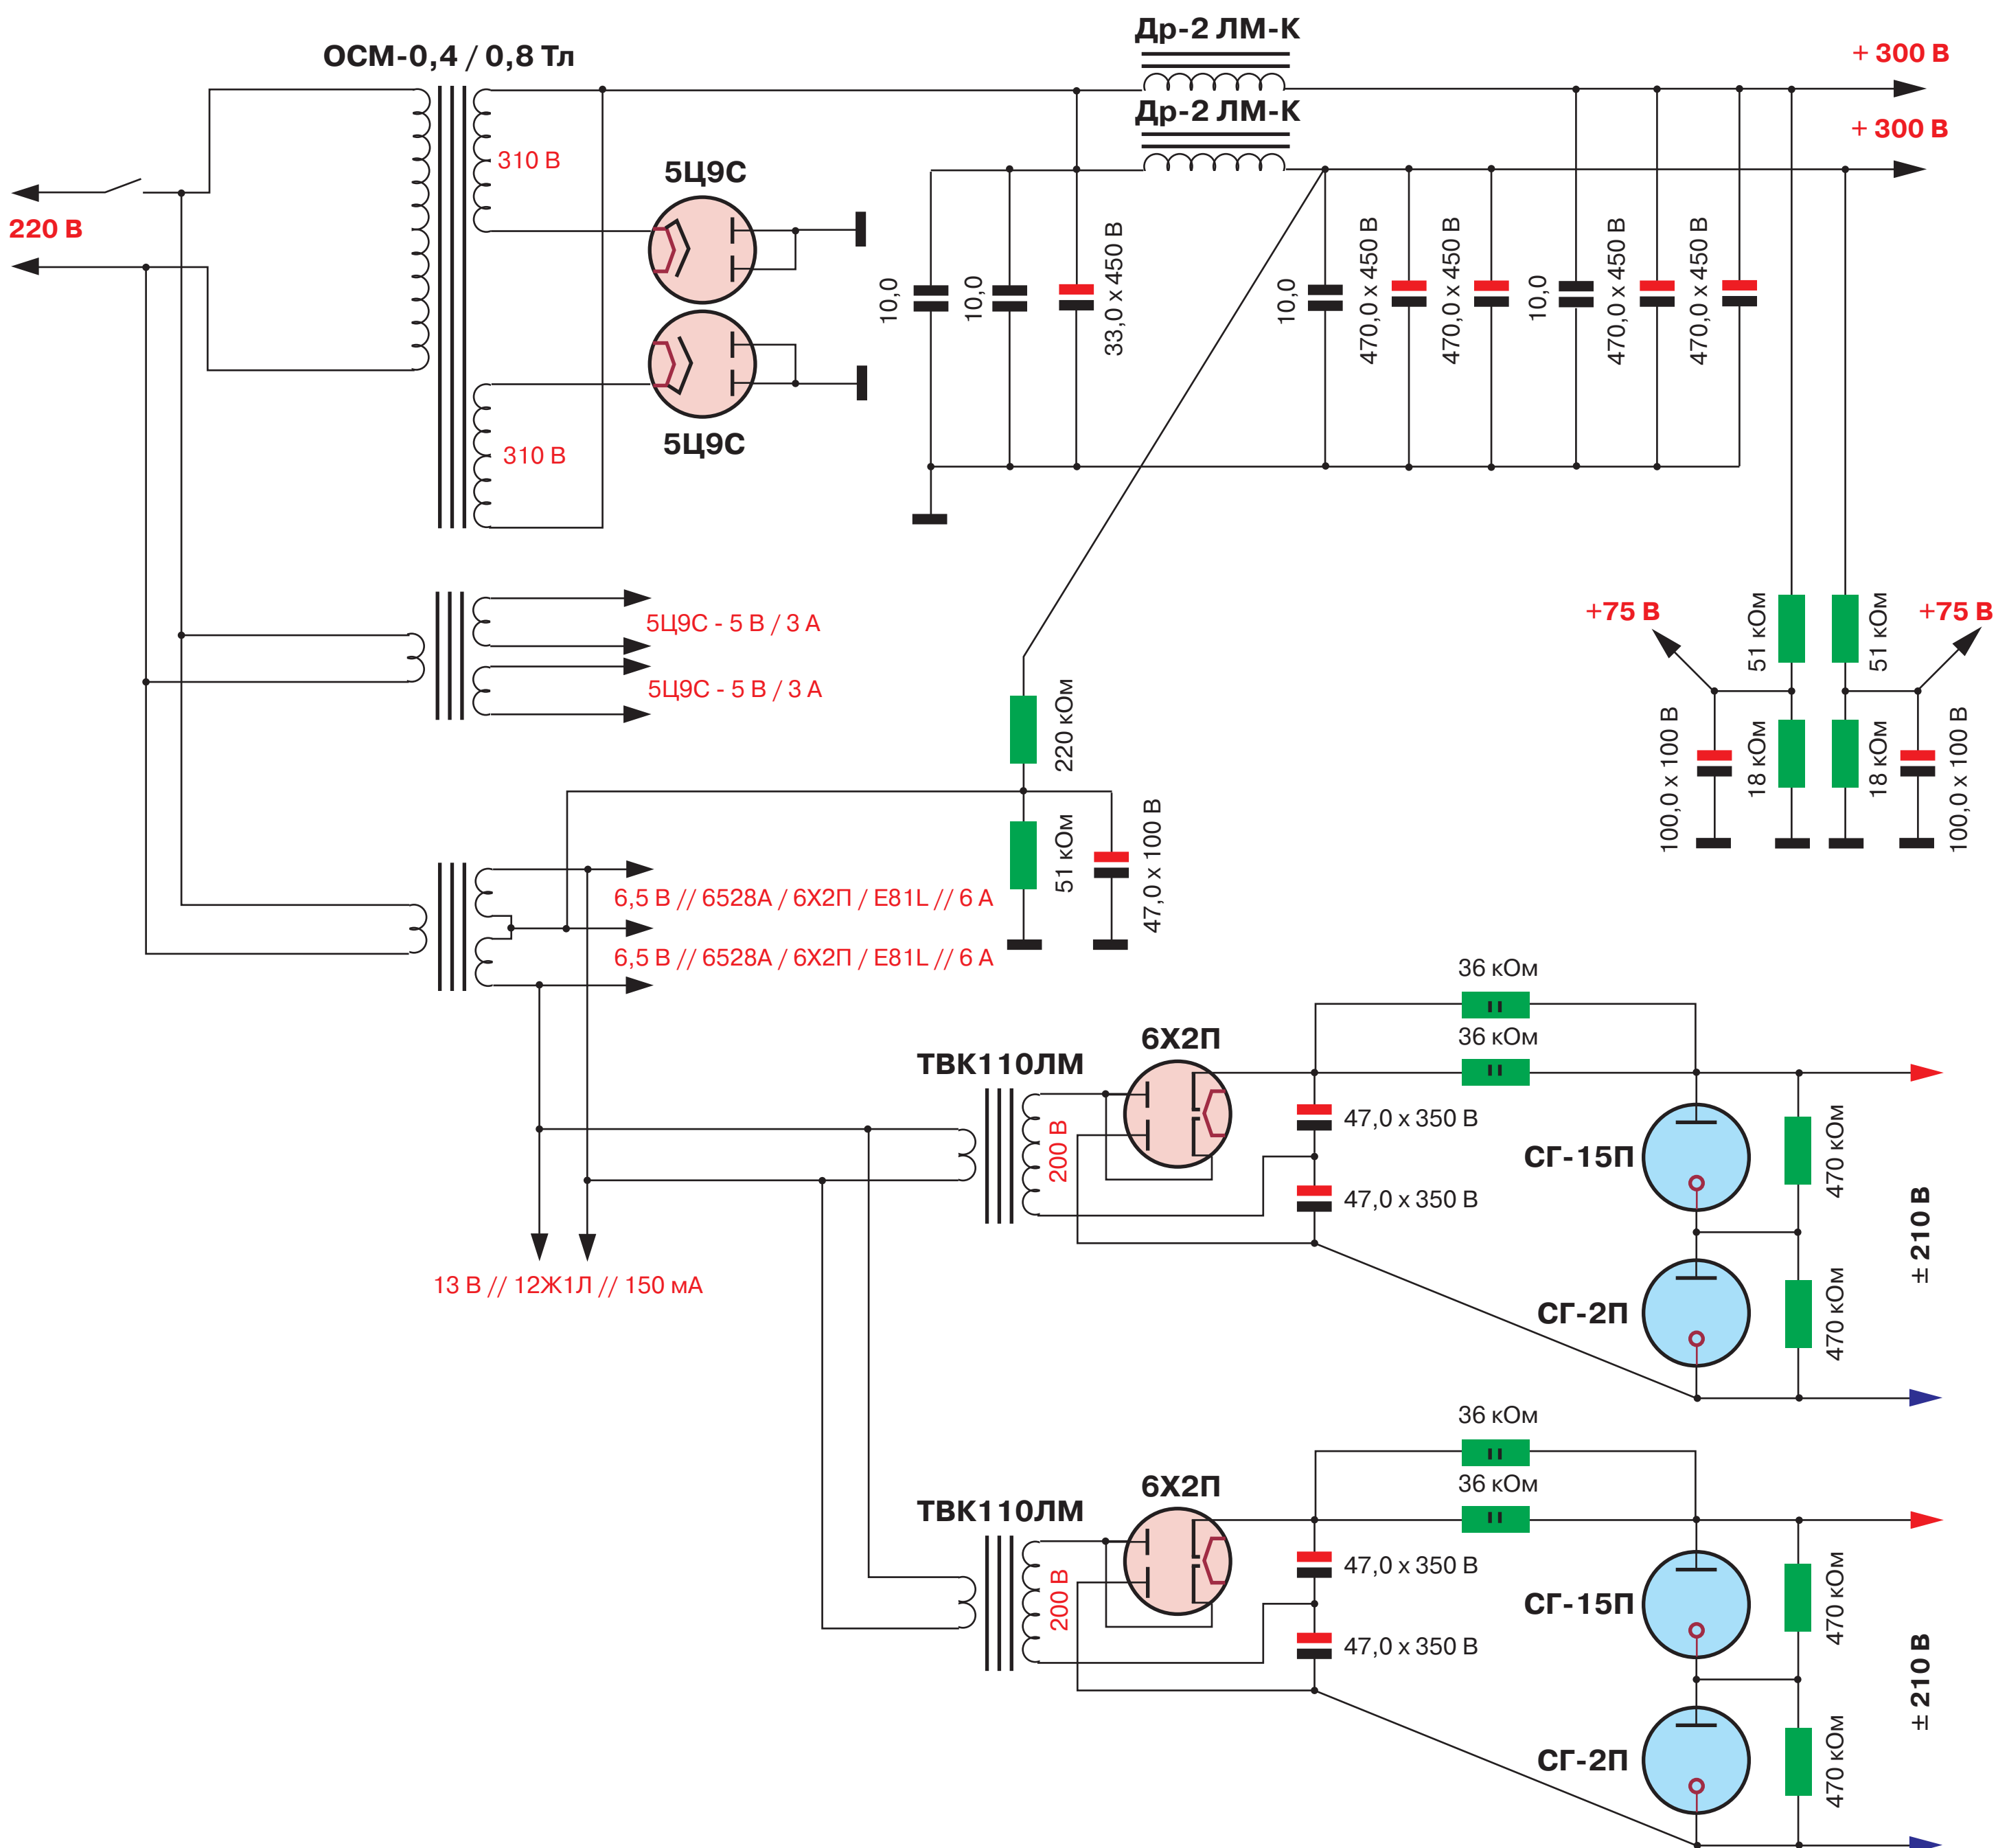 ОСМ-0,4 / 0,8 Тл
Др-2 ЛМ-К
+ 300 В
Др-2 ЛМ-К
+ 300 В
310 В
5Ц9С
220 В
10,0
10,0
33,0 х 450 В
10,0
470,0 х 450 В
470,0 х 450 В
10,0
470,0 х 450 В
470,0 х 450 В
5Ц9С
310 В
5Ц9С - 5 В / 3 А
5Ц9С - 5 В / 3 А
+75 В
51 кОм
51 кОм
+75 В
100,0 х 100 В
18 кОм
18 кОм
100,0 х 100 В
220 кОм
51 кОм
47,0 х 100 В
6,5 В // 6528А / 6Х2П / E81L // 6 А
6,5 В // 6528А / 6Х2П / E81L // 6 А
13 В // 12Ж1Л // 150 мА
ТВК110ЛМ
200 В
6Х2П
36 кОм
36 кОм
47,0 х 350 В
47,0 х 350 В
СГ-15П
470 кОм
СГ-2П
470 кОм
± 210 В
ТВК110ЛМ
200 В
6Х2П
36 кОм
36 кОм
47,0 х 350 В
47,0 х 350 В
СГ-15П
470 кОм
СГ-2П
470 кОм
± 210 В